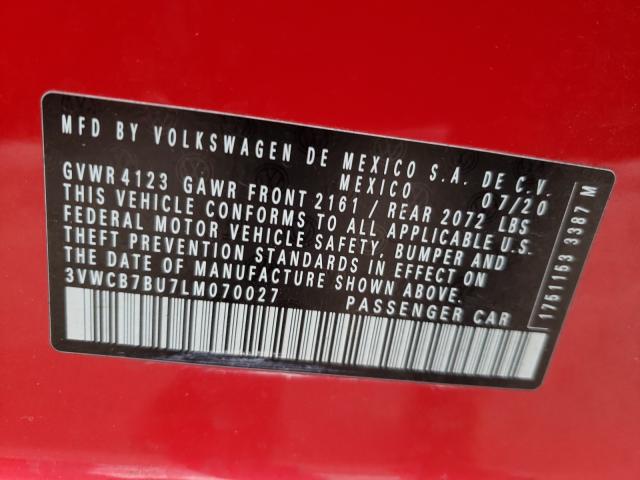 MFD BY VOLKSWAGEN DE MEXICO S.A. DE C.V.
MEXICO 07/20
GVWR 4123 GAWR FRONT 2161 / REAR 2072 LBS
THIS VEHICLE CONFORMS TO ALL APPLICABLE U.S.
FEDERAL MOTOR VEHICLE SAFETY, BUMPER AND
THEFT PREVENTION STANDARDS IN EFFECT ON
THE DATE OF MANUFACTURE SHOWN ABOVE.
3VWCB7BU7LM070027 PASSENGER CAR
1761163 3387 M